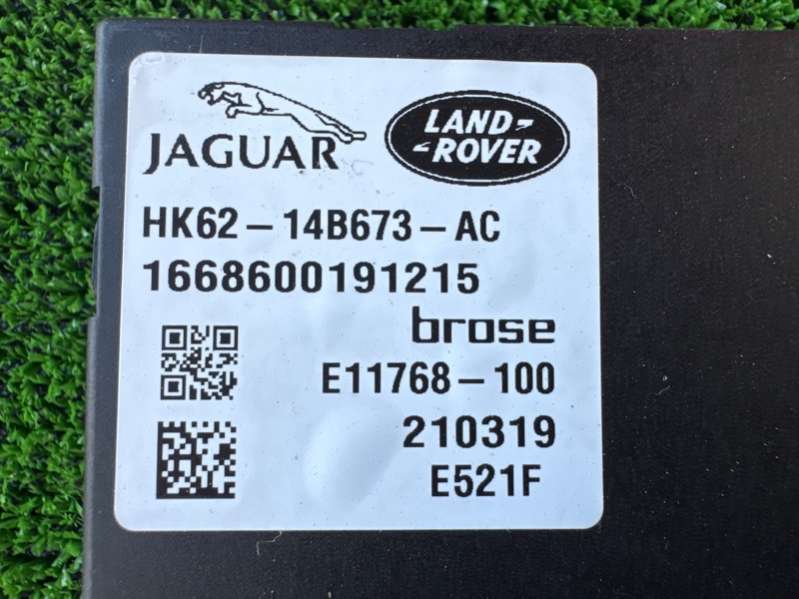 JAGUAR
LAND-
ROVER
HK62-14B673-AC
1668600191215
brose
E11768-100
210319
E521F